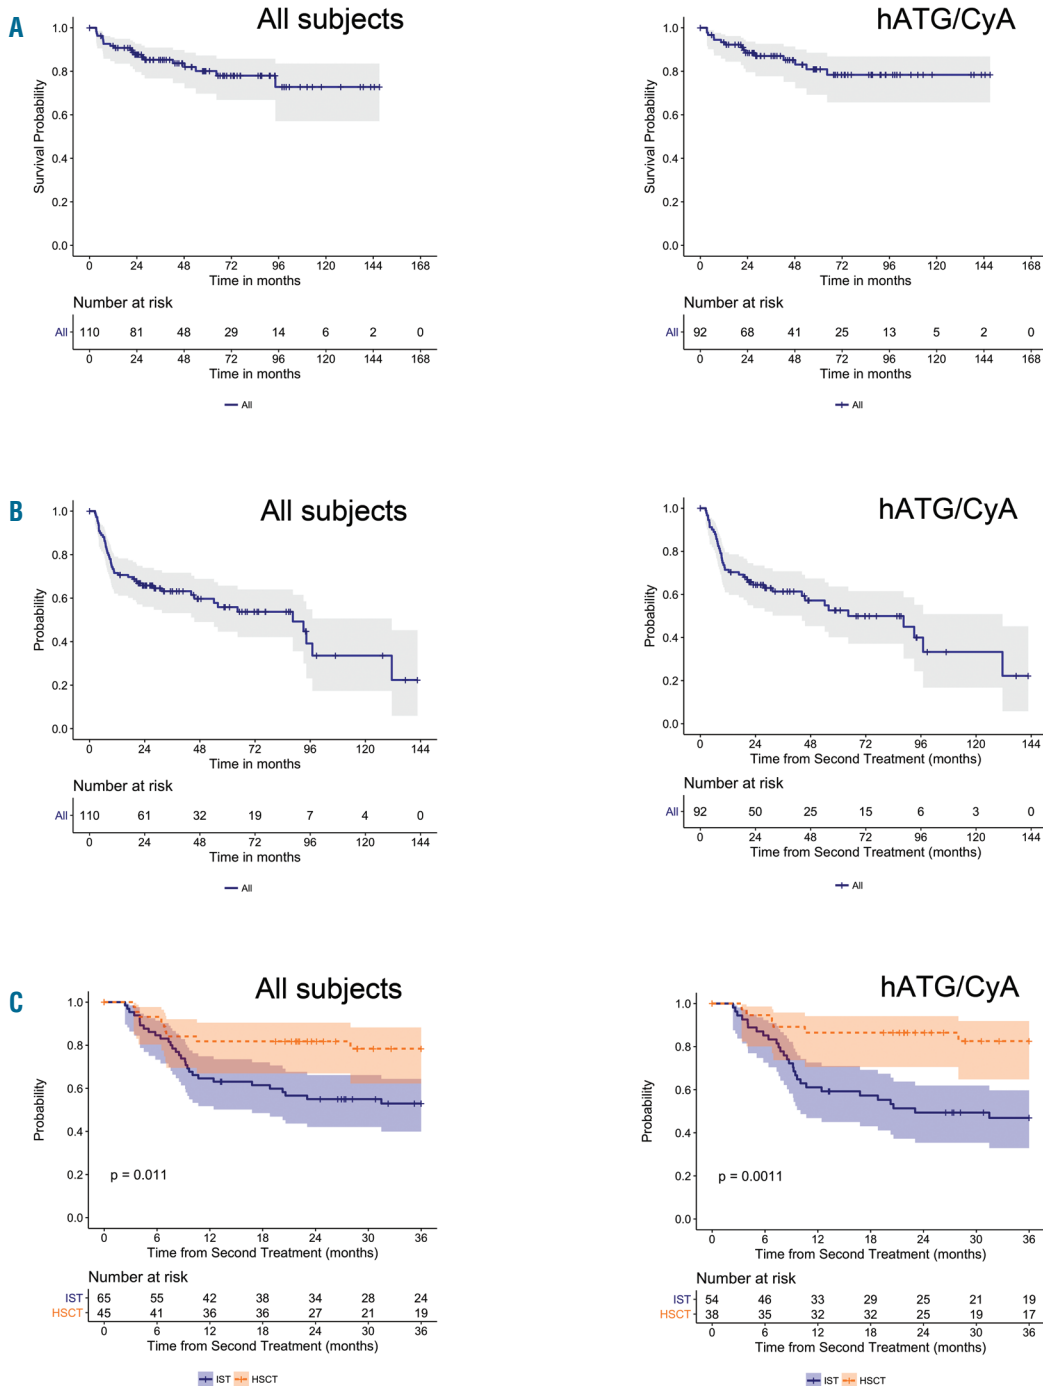 A
All subjects
Survival Probability
1.0
0.8
0.6
0.4
0.2
0.0
0 24 48 72 96 120 144 168
Time in months
Number at risk
All 110 81 48 29 14 6 2 0
0 24 48 72 96 120 144 168
Time in months
All
hATG/CyA
Survival Probability
1.0
0.8
0.6
0.4
0.2
0.0
0 24 48 72 96 120 144 168
Time in months
Number at risk
All 92 68 41 25 13 5 2 0
0 24 48 72 96 120 144 168
Time in months
All
B
All subjects
Probability
1.0
0.8
0.6
0.4
0.2
0.0
0 24 48 72 96 120 144
Time in months
Number at risk
All 110 61 32 19 7 4 0
0 24 48 72 96 120 144
Time in months
All
hATG/CyA
Probability
1.0
0.8
0.6
0.4
0.2
0.0
0 24 48 72 96 120 144
Time from Second Treatment (months)
Number at risk
All 92 50 25 15 6 3 0
0 24 48 72 96 120 144
Time from Second Treatment (months)
All
C
All subjects
Probability
1.0
0.8
0.6
0.4
0.2
0.0
p = 0.011
0 6 12 18 24 30 36
Time from Second Treatment (months)
Number at risk
IST 65 55 42 38 34 28 24
HSCT 45 41 36 36 27 21 19
0 6 12 18 24 30 36
Time from Second Treatment (months)
IST HSCT
hATG/CyA
Probability
1.0
0.8
0.6
0.4
0.2
0.0
p = 0.0011
0 6 12 18 24 30 36
Time from Second Treatment (months)
Number at risk
IST 54 46 33 29 25 21 19
HSCT 38 35 32 32 25 19 17
0 6 12 18 24 30 36
Time from Second Treatment (months)
IST HSCT